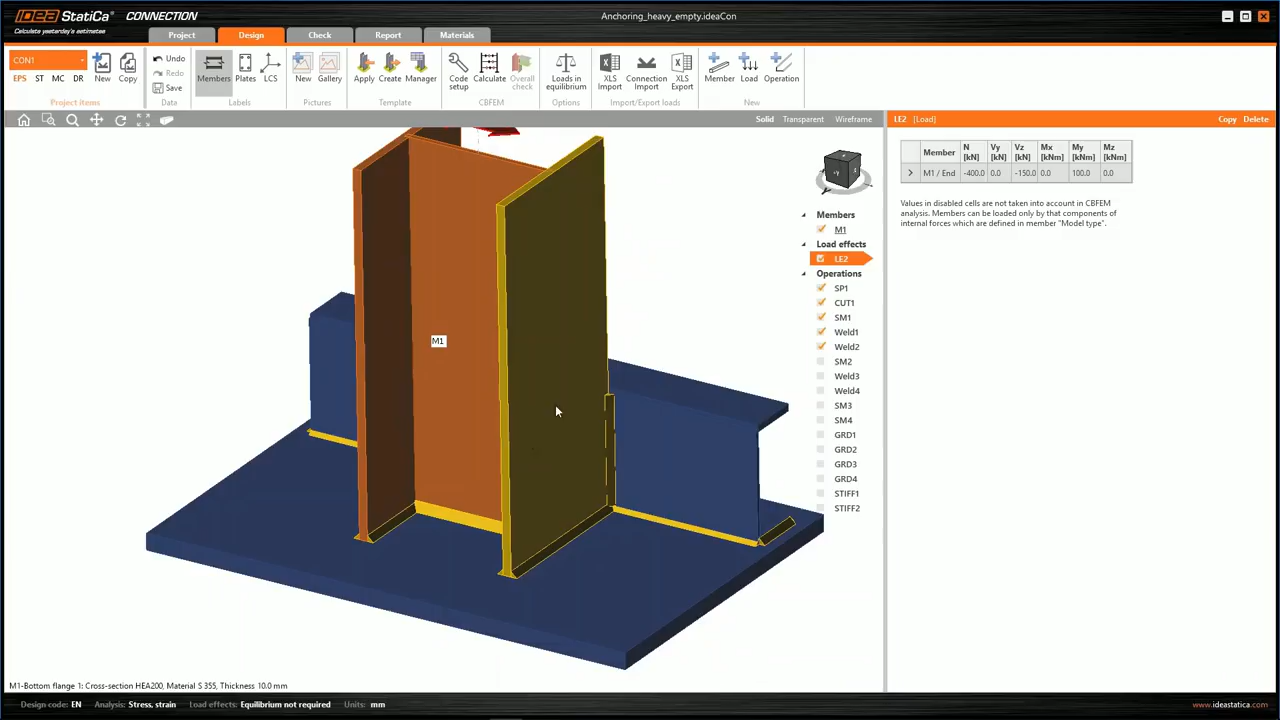 IDEA StatiCa® CONNECTION
Calculate yesterday's estimates
Anchoring_heavy_empty.ideaCon
Project Design Check Report Materials
CON1
EPS ST MC DR
New Copy
Project items
Undo
Redo
Save
Data
Members Plates LCS
Labels
New Gallery
Pictures
Apply Create Manager
Template
Code setup Calculate Overall check
CBFEM
Loads in equilibrium
Options
XLS Import Connection Import XLS Export
Import/Export loads
Member Load Operation
New
Solid Transparent Wireframe
LE2 [Load] Copy Delete
Member N [kN] Vy [kN] Vz [kN] Mx [kNm] My [kNm] Mz [kNm]
M1 / End -400.0 0.0 -150.0 0.0 100.0 0.0
Values in disabled cells are not taken into account in CBFEM
analysis. Members can be loaded only by that components of
internal forces which are defined in member "Model type".
Members
M1
Load effects
LE2
Operations
SP1
CUT1
SM1
Weld1
Weld2
SM2
Weld3
Weld4
SM3
SM4
GRD1
GRD2
GRD3
GRD4
STIFF1
STIFF2
M1
M1-Bottom flange 1: Cross-section HEA200, Material S 355, Thickness 10.0 mm
Design code: EN Analysis: Stress, strain Load effects: Equilibrium not required Units: mm
www.ideastatica.com